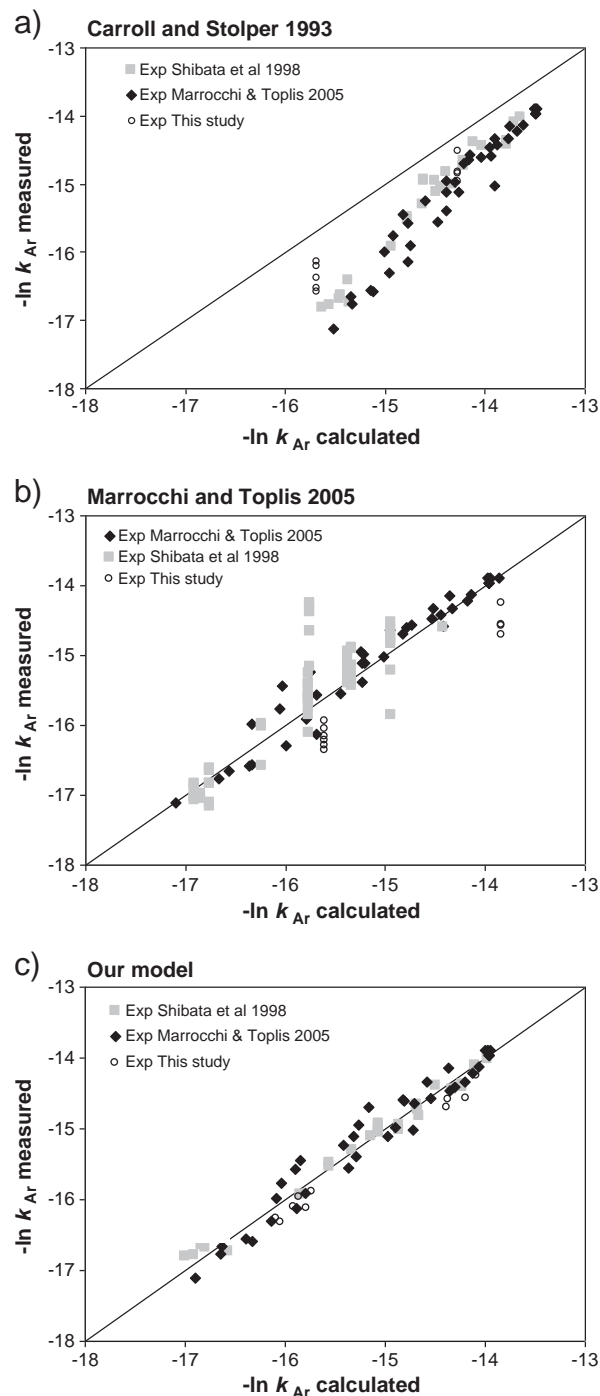 a)
Carroll and Stolper 1993
-13
Exp Shibata et al 1998
Exp Marrocchi & Toplis 2005
Exp This study
-14
-15
-16
-17
-18
-ln k Ar measured
-18 -17 -16 -15 -14 -13
-ln k Ar calculated
b)
Marrocchi and Toplis 2005
-13
Exp Marrocchi & Toplis 2005
Exp Shibata et al 1998
Exp This study
-14
-15
-16
-17
-18
-ln k Ar measured
-18 -17 -16 -15 -14 -13
-ln k Ar calculated
c)
Our model
-13
Exp Shibata et al 1998
Exp Marrocchi & Toplis 2005
Exp This study
-14
-15
-16
-17
-18
-ln k Ar measured
-18 -17 -16 -15 -14 -13
-ln k Ar calculated